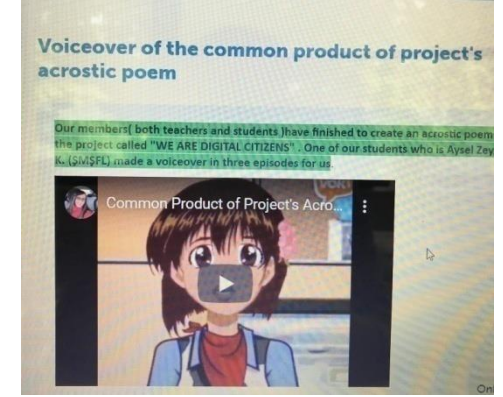 Voiceover of the common product of project's
acrostic poem
Our members( both teachers and students )have finished to create an acrostic poem
the project called "WE ARE DIGITAL CITIZENS" . One of our students who is Aysel Zey
K. (ŞMŞFL) made a voiceover in three episodes for us.
Common Product of Project's Acro...